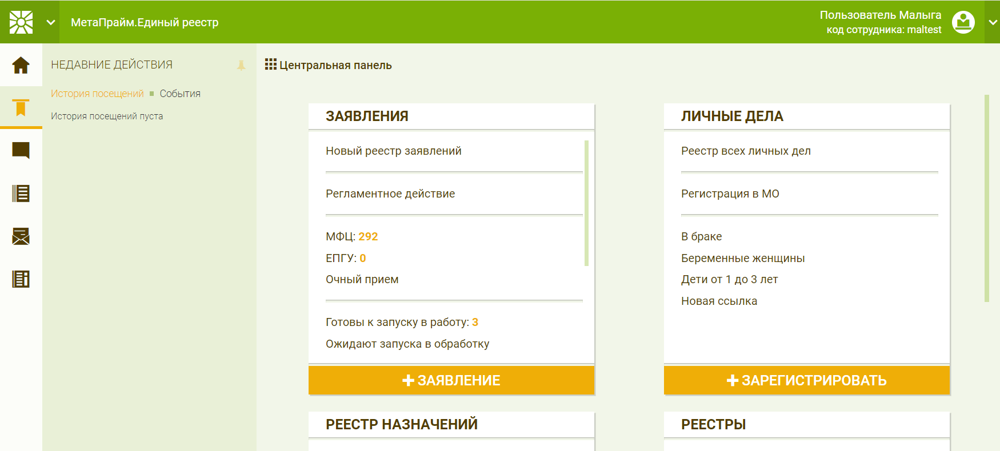 МетаПрайм.Единый реестр
Пользователь Малыга
код сотрудника: maltest
НЕДАВНИЕ ДЕЙСТВИЯ
История посещений События
История посещений пуста
Центральная панель
ЗАЯВЛЕНИЯ
Новый реестр заявлений
Регламентное действие
МФЦ: 292
ЕПГУ: 0
Очный прием
Готовы к запуску в работу: 3
Ожидают запуска в обработку
+ ЗАЯВЛЕНИЕ
ЛИЧНЫЕ ДЕЛА
Реестр всех личных дел
Регистрация в МО
В браке
Беременные женщины
Дети от 1 до 3 лет
Новая ссылка
+ ЗАРЕГИСТРИРОВАТЬ
РЕЕСТР НАЗНАЧЕНИЙ
РЕЕСТРЫ